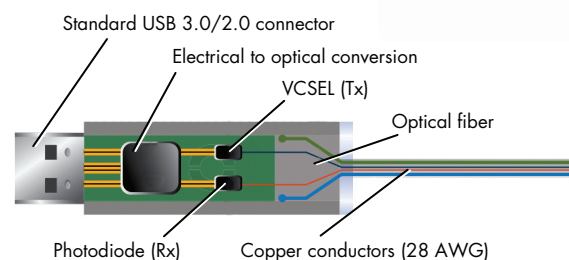 Standard USB 3.0/2.0 connector
Electrical to optical conversion
VCSEL (Tx)
Optical fiber
Photodiode (Rx)
Copper conductors (28 AWG)